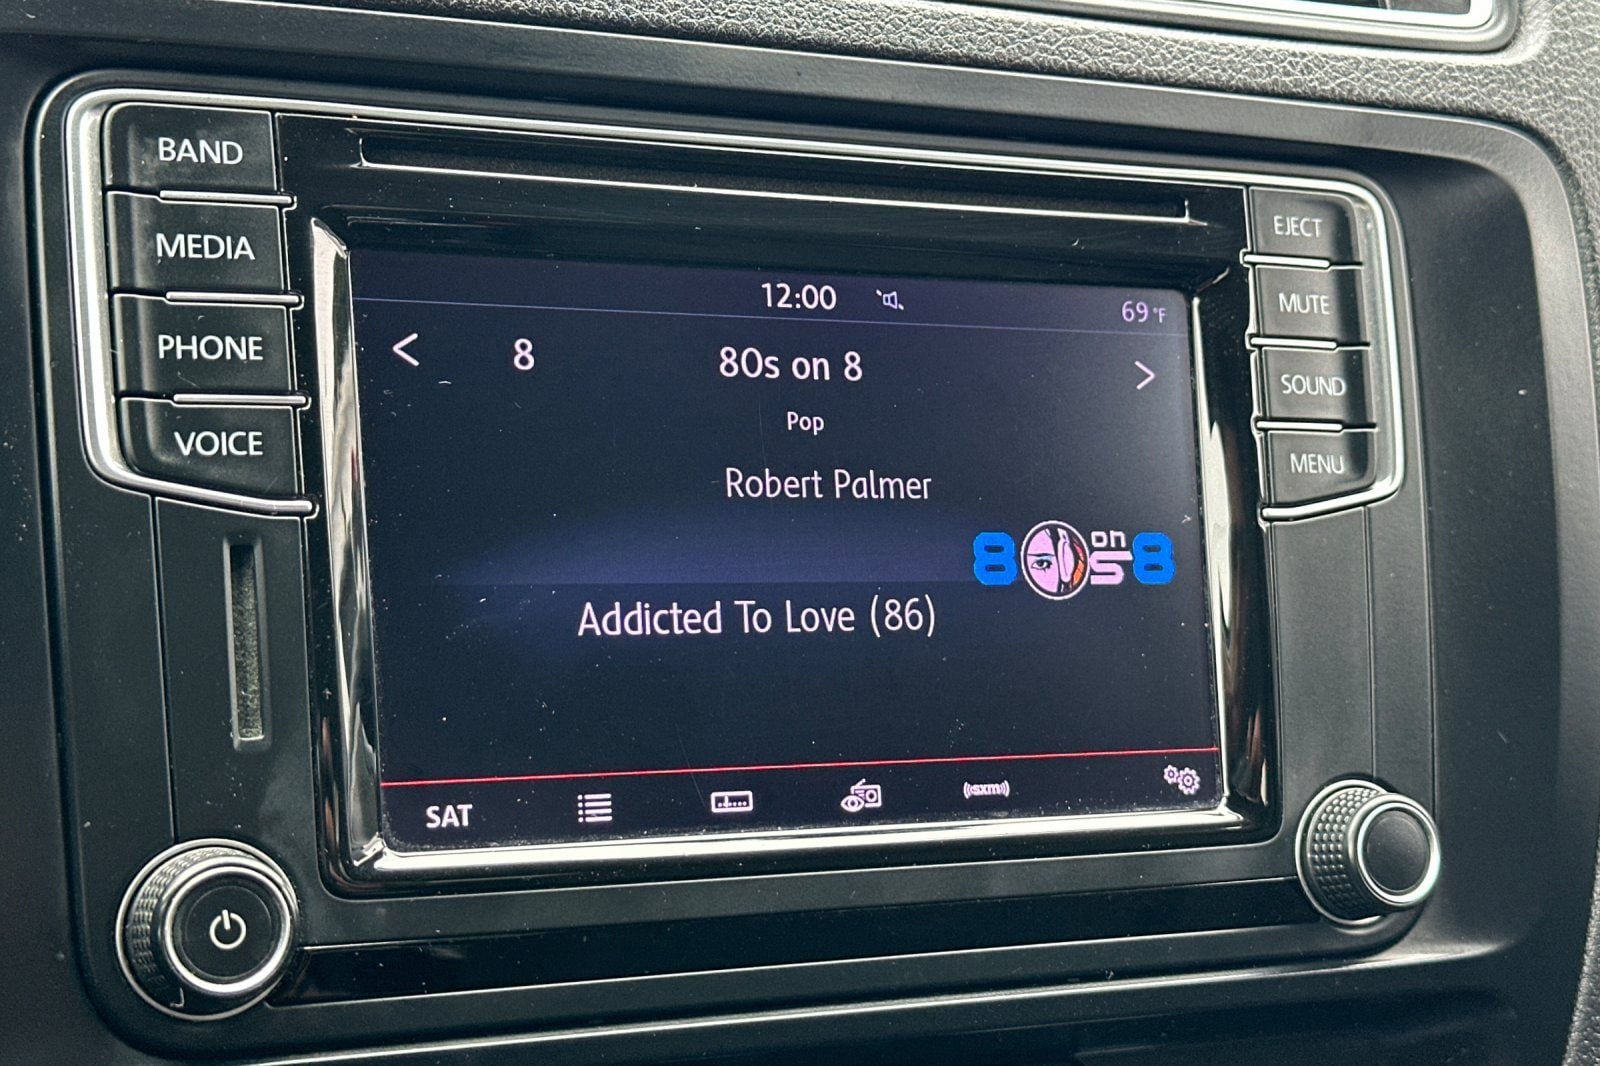 BAND
MEDIA
PHONE
VOICE
EJECT
MUTE
SOUND
MENU
12:00
69°F
< 8 80s on 8 >
Pop
Robert Palmer
80s on 8
Addicted To Love (86)
SAT
((sxm))